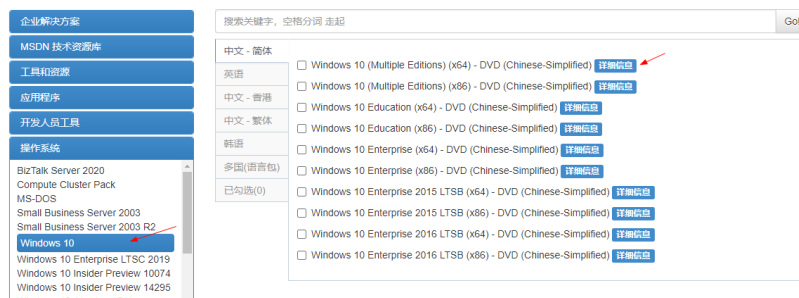 企业解决方案
MSDN 技术资源库
工具和资源
应用程序
开发人员工具
操作系统
BizTalk Server 2020
Compute Cluster Pack
MS-DOS
Small Business Server 2003
Small Business Server 2003 R2
Windows 10
Windows 10 Enterprise LTSC 2019
Windows 10 Insider Preview 10074
Windows 10 Insider Preview 14295
搜索关键字，空格分词 走起
Go!
中文 - 简体
英语
中文 - 香港
中文 - 繁体
韩语
多国(语言包)
已勾选(0)
Windows 10 (Multiple Editions) (x64) - DVD (Chinese-Simplified) 详细信息
Windows 10 (Multiple Editions) (x86) - DVD (Chinese-Simplified) 详细信息
Windows 10 Education (x64) - DVD (Chinese-Simplified) 详细信息
Windows 10 Education (x86) - DVD (Chinese-Simplified) 详细信息
Windows 10 Enterprise (x64) - DVD (Chinese-Simplified) 详细信息
Windows 10 Enterprise (x86) - DVD (Chinese-Simplified) 详细信息
Windows 10 Enterprise 2015 LTSB (x64) - DVD (Chinese-Simplified) 详细信息
Windows 10 Enterprise 2015 LTSB (x86) - DVD (Chinese-Simplified) 详细信息
Windows 10 Enterprise 2016 LTSB (x64) - DVD (Chinese-Simplified) 详细信息
Windows 10 Enterprise 2016 LTSB (x86) - DVD (Chinese-Simplified) 详细信息